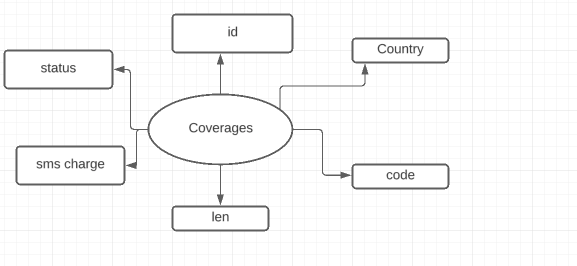 id
Country
status
Coverages
sms charge
code
len